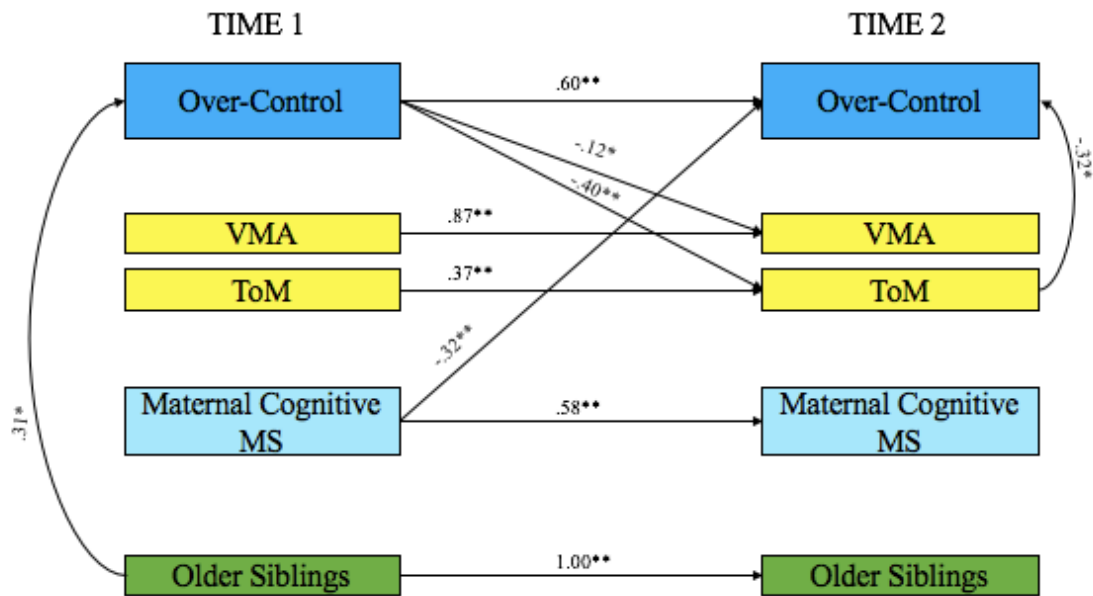 TIME 1
TIME 2
Over-Control
.60**
Over-Control
-.12*
-.32*
-.40**
VMA
.87**
VMA
ToM
.37**
ToM
-.32**
Maternal Cognitive
MS
.58**
Maternal Cognitive
MS
.31*
Older Siblings
1.00**
Older Siblings